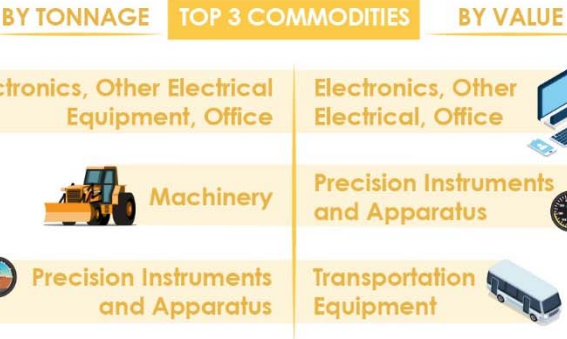 BY TONNAGE TOP 3 COMMODITIES BY VALUE
ctronics, Other Electrical
Equipment, Office
Electronics, Other
Electrical, Office
Machinery
Precision Instruments
and Apparatus
Precision Instruments
and Apparatus
Transportation
Equipment